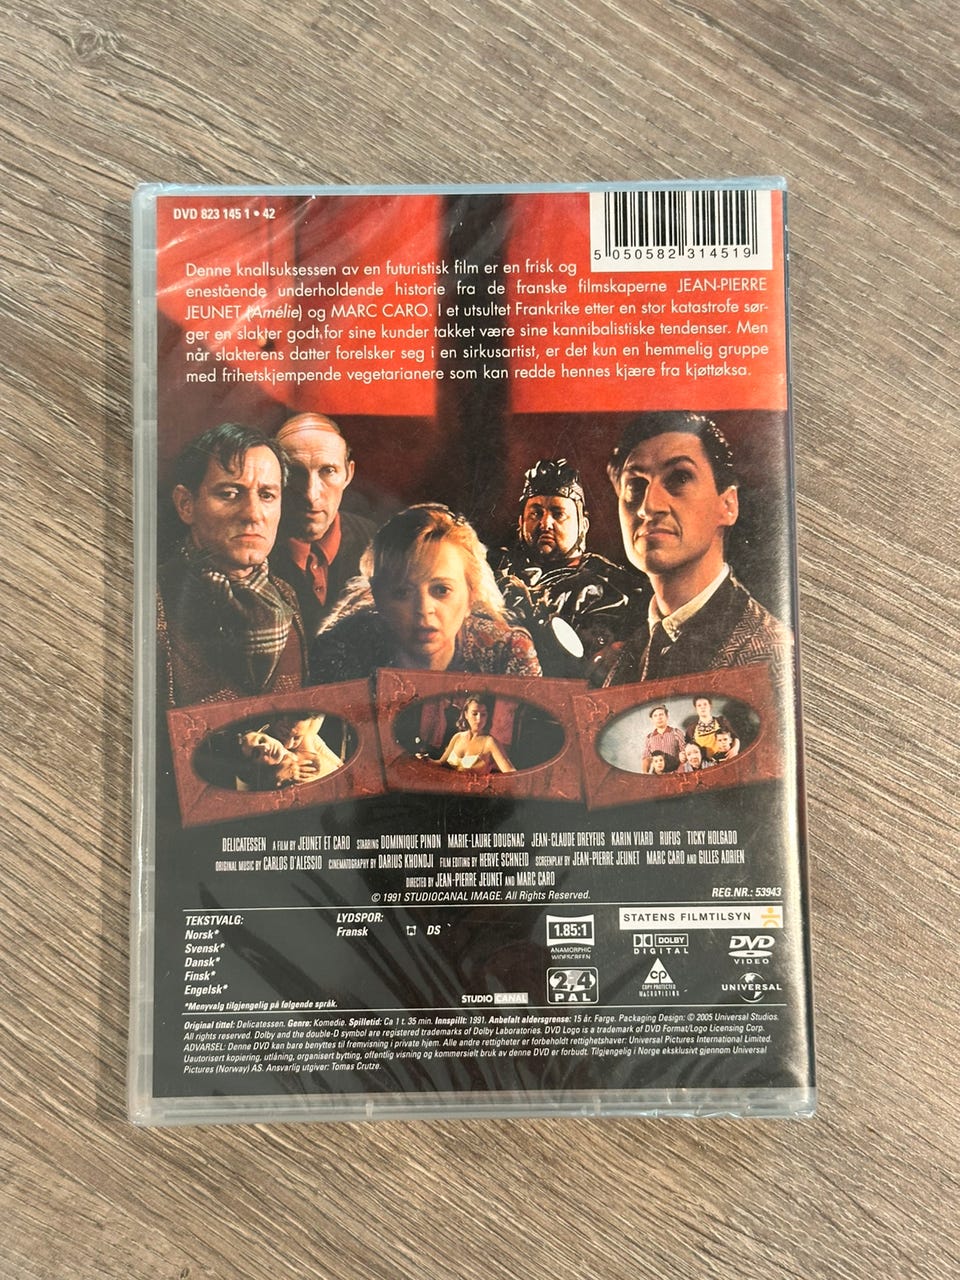 DVD 823 145 1 • 42
5 050582 314519
Denne knallsuksessen av en futuristisk film er en frisk og
enestående underholdende historie fra de franske filmskaperne JEAN-PIERRE
JEUNET (Amélie) og MARC CARO. I et utsultet Frankrike etter en stor katastrofe sør-
ger en slakter godt for sine kunder takket være sine kannibalistiske tendenser. Men
når slakterens datter forelsker seg i en sirkusartist, er det kun en hemmelig gruppe
med frihetskjempende vegetarianere som kan redde hennes kjære fra kjøttøksa.
DELICATESSEN A FILM BY JEUNET ET CARO STARRING DOMINIQUE PINON MARIE-LAURE DOUGNAC JEAN-CLAUDE DREYFUS KARIN VIARD RUFUS TICKY HOLGADO
ORIGINAL MUSIC BY CARLOS D'ALESSIO CINEMATOGRAPHY BY DARIUS KHONDJI FILM EDITING BY HERVE SCHNEID SCREENPLAY BY JEAN-PIERRE JEUNET MARC CARO AND GILLES ADRIEN
DIRECTED BY JEAN-PIERRE JEUNET AND MARC CARO
© 1991 STUDIOCANAL IMAGE. All Rights Reserved.
REG.NR.: 53943
TEKSTVALG:
Norsk*
Svensk*
Dansk*
Finsk*
Engelsk*
*Menyvalg tilgjengelig på følgende språk.
LYDSPOR:
Fransk
DS
STUDIO CANAL
1.85:1
ANAMORPHIC
WIDESCREEN
2 4
PAL
STATENS FILMTILSYN
DOLBY
DIGITAL
CP
COPY PROTECTED
MACROVISION
DVD
VIDEO
UNIVERSAL
Original tittel: Delicatessen. Genre: Komedie. Spilletid: Ca 1 t. 35 min. Innspilt: 1991. Anbefalt aldersgrense: 15 år. Farge. Packaging Design: © 2005 Universal Studios.
All rights reserved. Dolby and the double-D symbol are registered trademarks of Dolby Laboratories. DVD Logo is a trademark of DVD Format/Logo Licensing Corp.
ADVARSEL: Denne DVD kan bare benyttes til fremvisning i private hjem. Alle andre rettigheter er forbeholdt rettighetshaver: Universal Pictures International Limited.
Uautorisert kopiering, utlåning, organisert bytting, offentlig visning og kommersielt bruk av denne DVD er forbudt. Tilgjengelig i Norge eksklusivt gjennom Universal
Pictures (Norway) AS. Ansvarlig utgiver: Tomas Crutze.